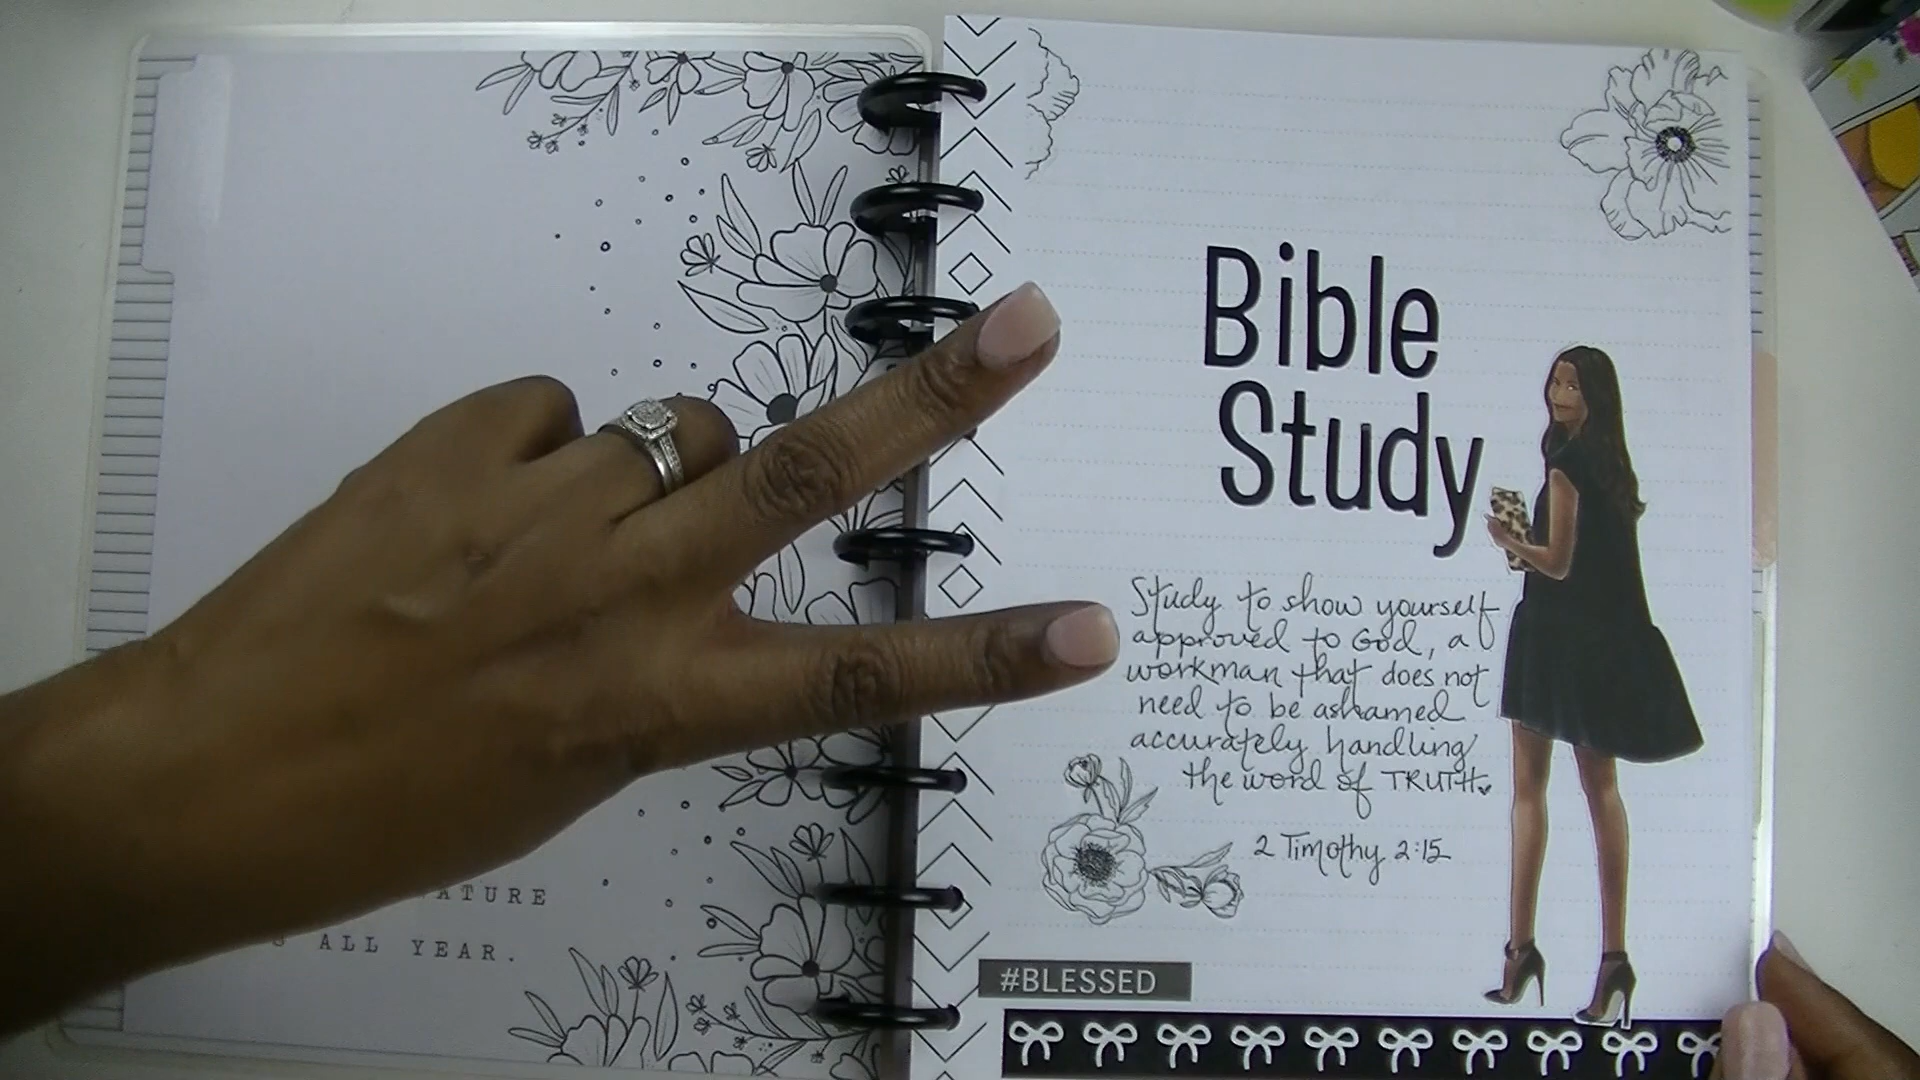 ALL YEAR.
Bible
Study
Study to show yourself
approved to God, a
workman that does not
need to be ashamed
accurately handling
the word of TRUTH
2 Timothy 2:15
#BLESSED